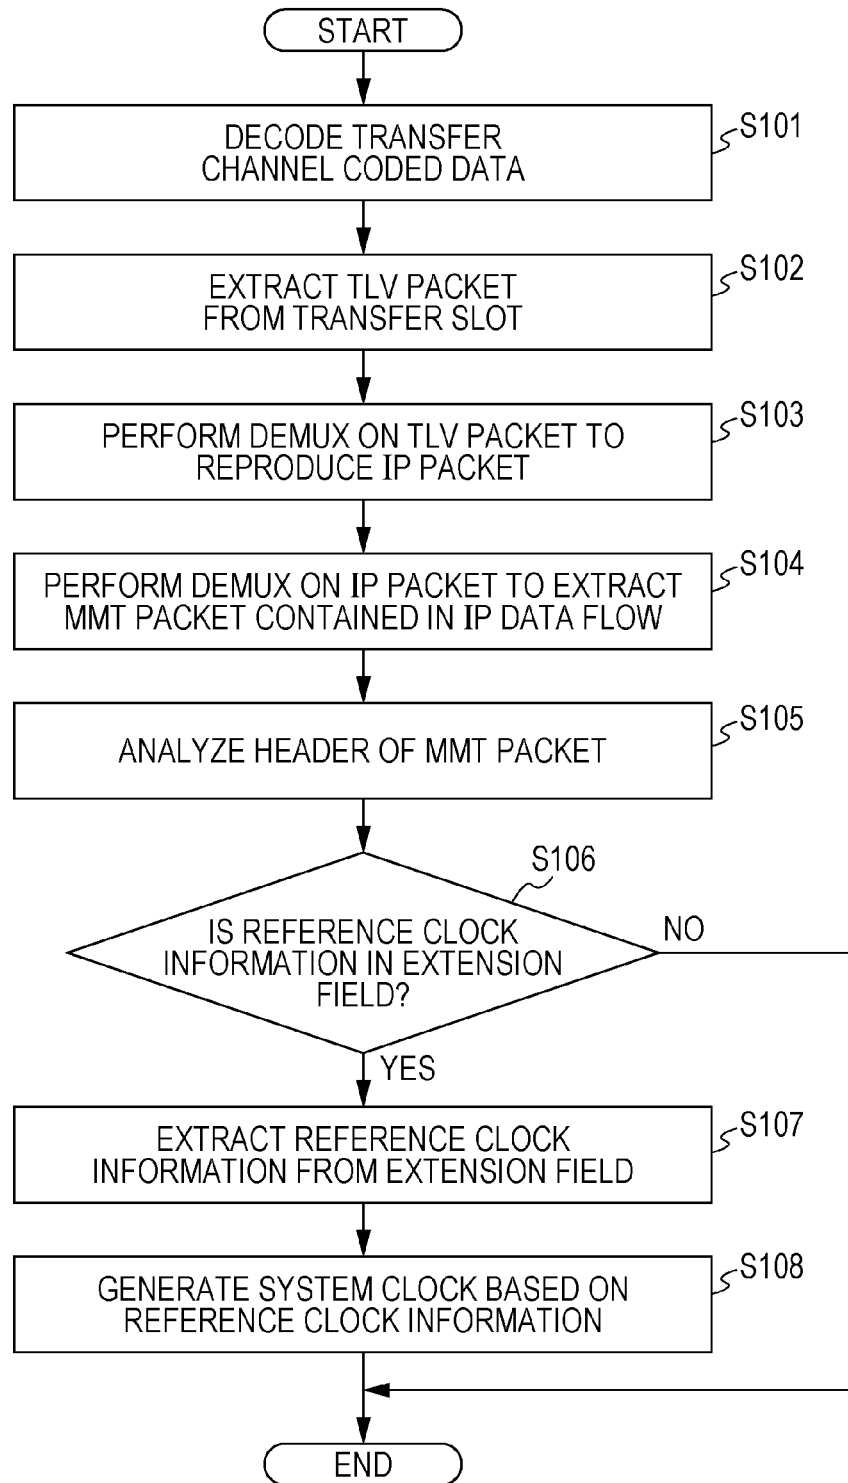 START
DECODE TRANSFER
CHANNEL CODED DATA
S101
EXTRACT TLV PACKET
FROM TRANSFER SLOT
S102
PERFORM DEMUX ON TLV PACKET TO
REPRODUCE IP PACKET
S103
PERFORM DEMUX ON IP PACKET TO EXTRACT
MMT PACKET CONTAINED IN IP DATA FLOW
S104
ANALYZE HEADER OF MMT PACKET
S105
S106
IS REFERENCE CLOCK
INFORMATION IN EXTENSION
FIELD?
NO
YES
EXTRACT REFERENCE CLOCK
INFORMATION FROM EXTENSION FIELD
S107
GENERATE SYSTEM CLOCK BASED ON
REFERENCE CLOCK INFORMATION
S108
END